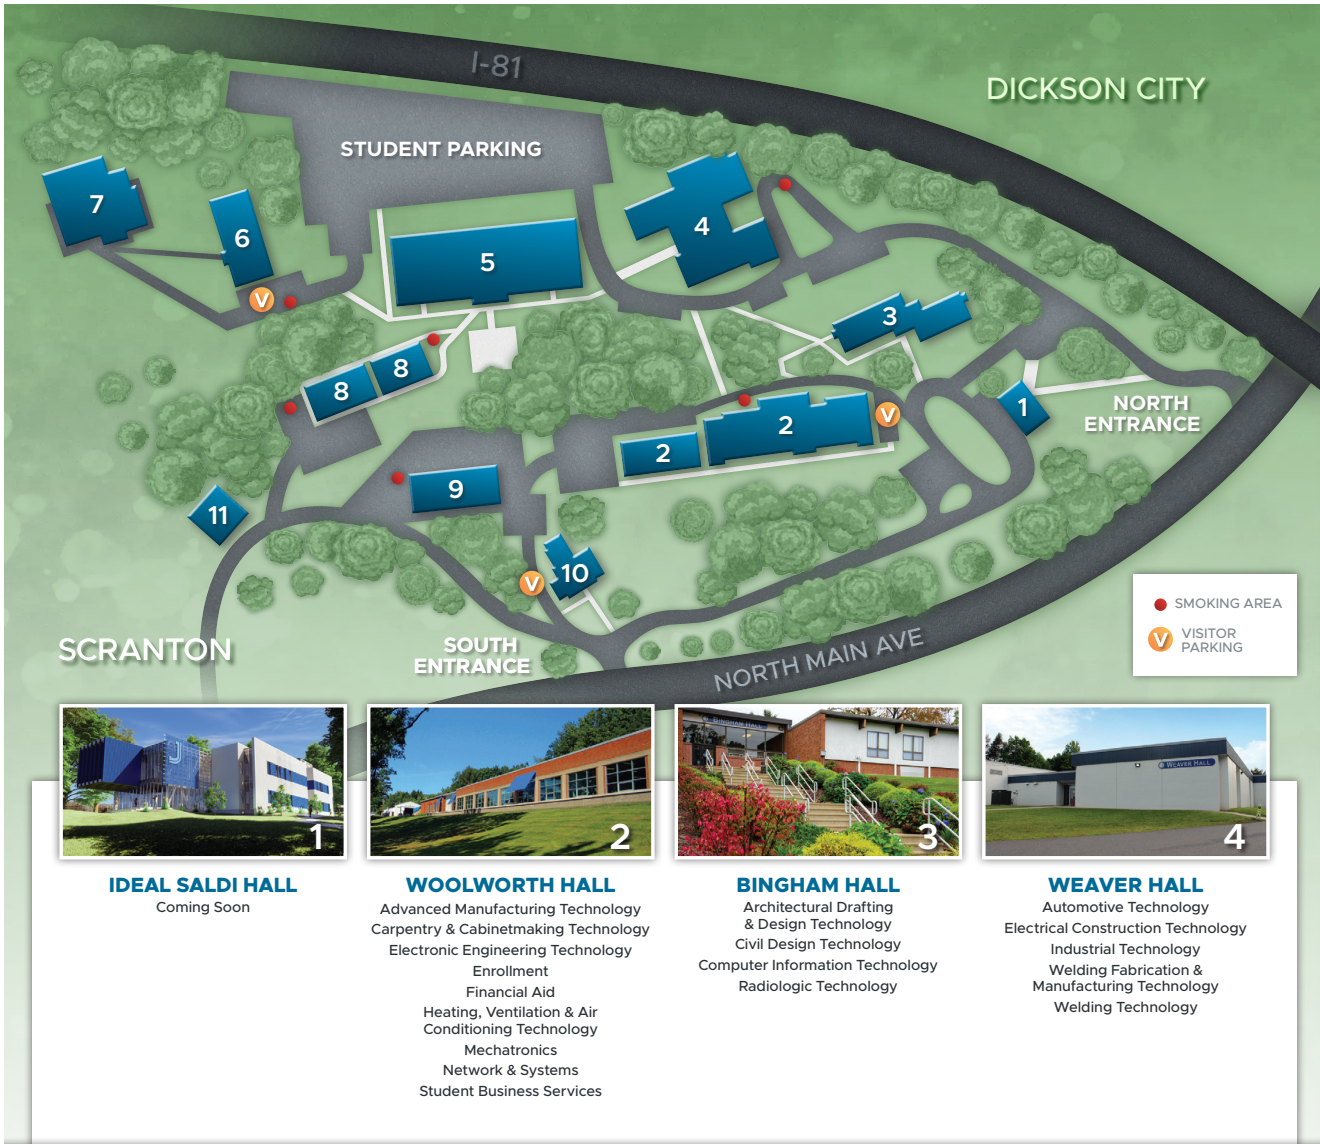 I-81
DICKSON CITY
STUDENT PARKING
7
6
5
4
3
8
8
2
2
V
1
NORTH
ENTRANCE
V
9
11
10
V
SCRANTON
SOUTH
ENTRANCE
NORTH MAIN AVE
SMOKING AREA
V
VISITOR
PARKING
J
1
2
BINGHAM HALL
3
WEAVER HALL
4
IDEAL SALDI HALL
Coming Soon
WOOLWORTH HALL
Advanced Manufacturing Technology
Carpentry & Cabinetmaking Technology
Electronic Engineering Technology
Enrollment
Financial Aid
Heating, Ventilation & Air
Conditioning Technology
Mechatronics
Network & Systems
Student Business Services
BINGHAM HALL
Architectural Drafting
& Design Technology
Civil Design Technology
Computer Information Technology
Radiologic Technology
WEAVER HALL
Automotive Technology
Electrical Construction Technology
Industrial Technology
Welding Fabrication &
Manufacturing Technology
Welding Technology